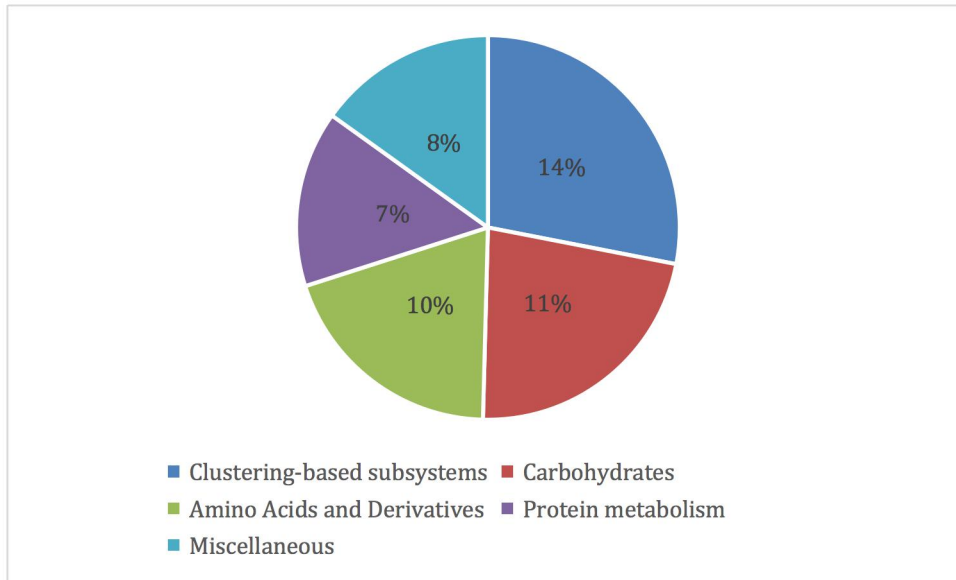 8%
14%
7%
10%
11%
Clustering-based subsystems Carbohydrates
Amino Acids and Derivatives Protein metabolism
Miscellaneous